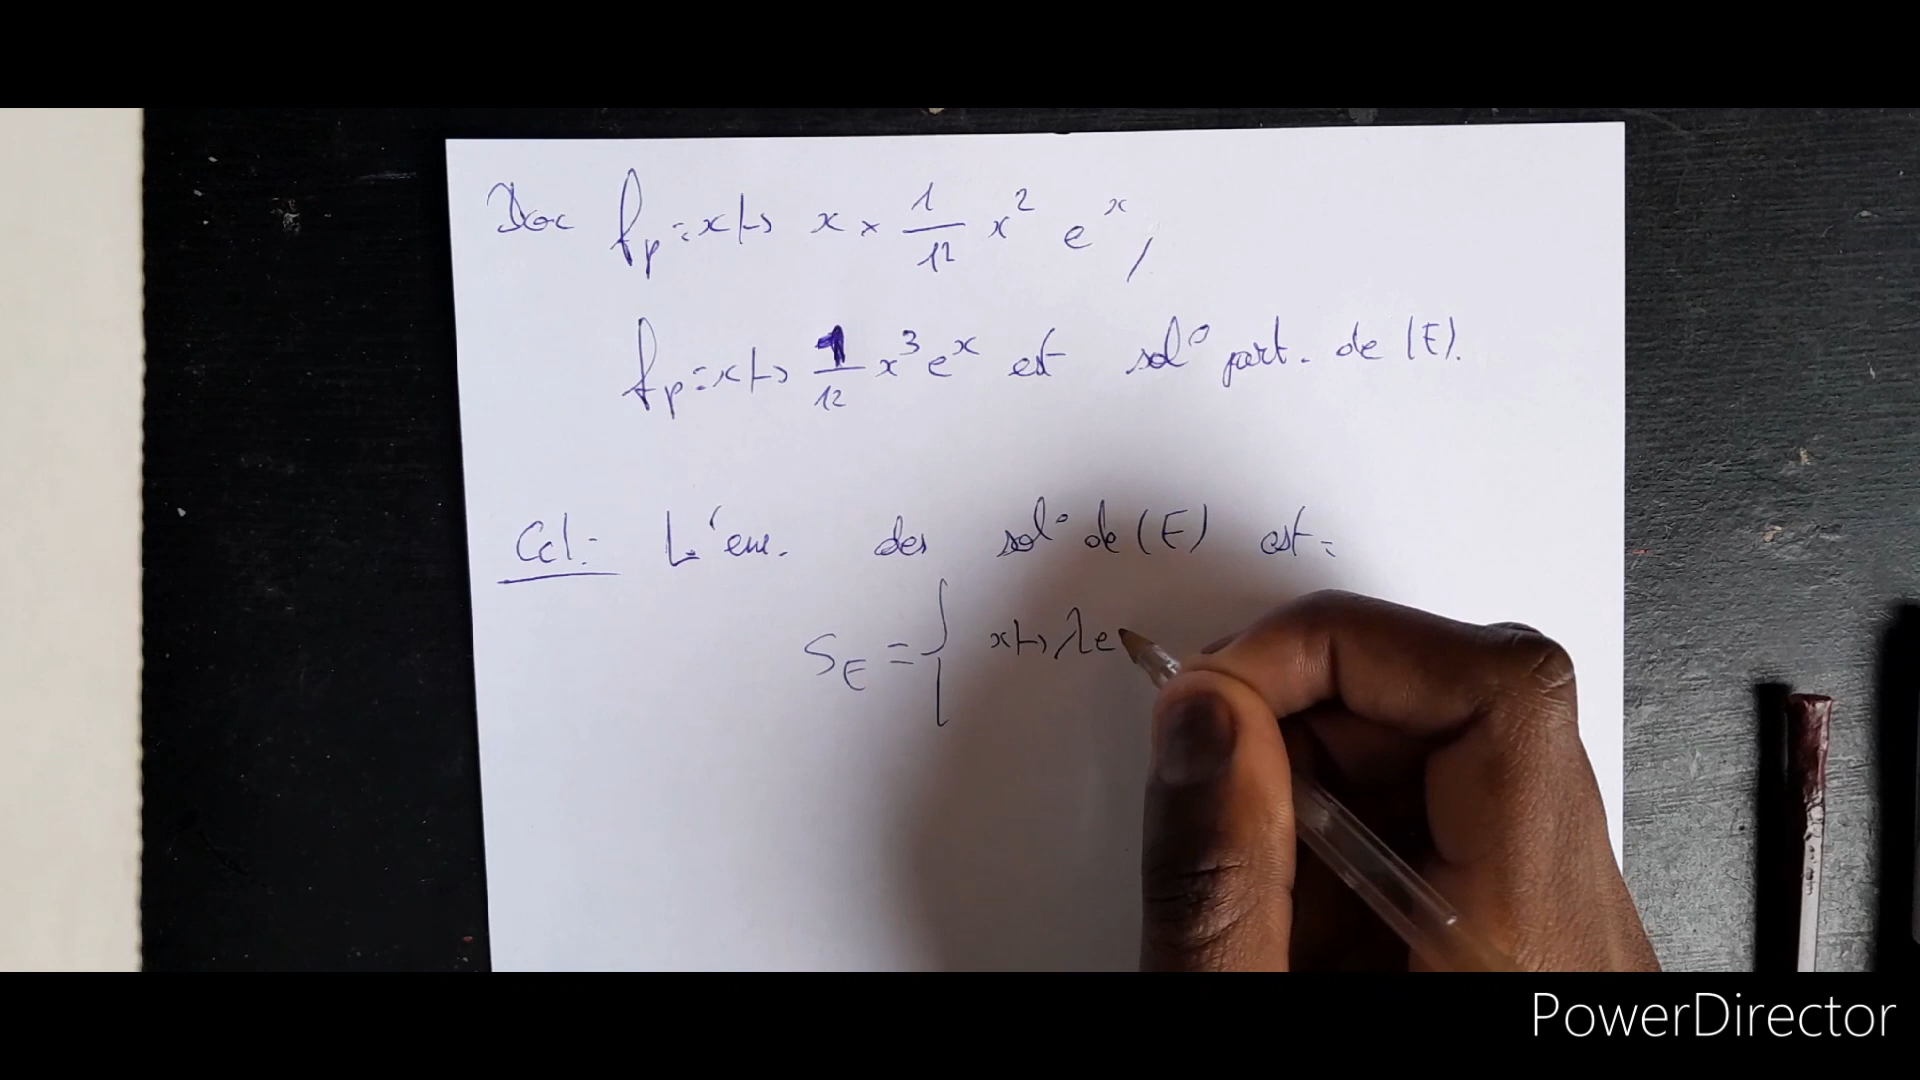 Donc fp : x ↦ x × 1/12 x² e^x,
fp : x ↦ 1/12 x³ e^x est sol° part. de (E).
Ccl : L'ens. des sol° de (E) est :
S_E = { x ↦ λe
PowerDirector